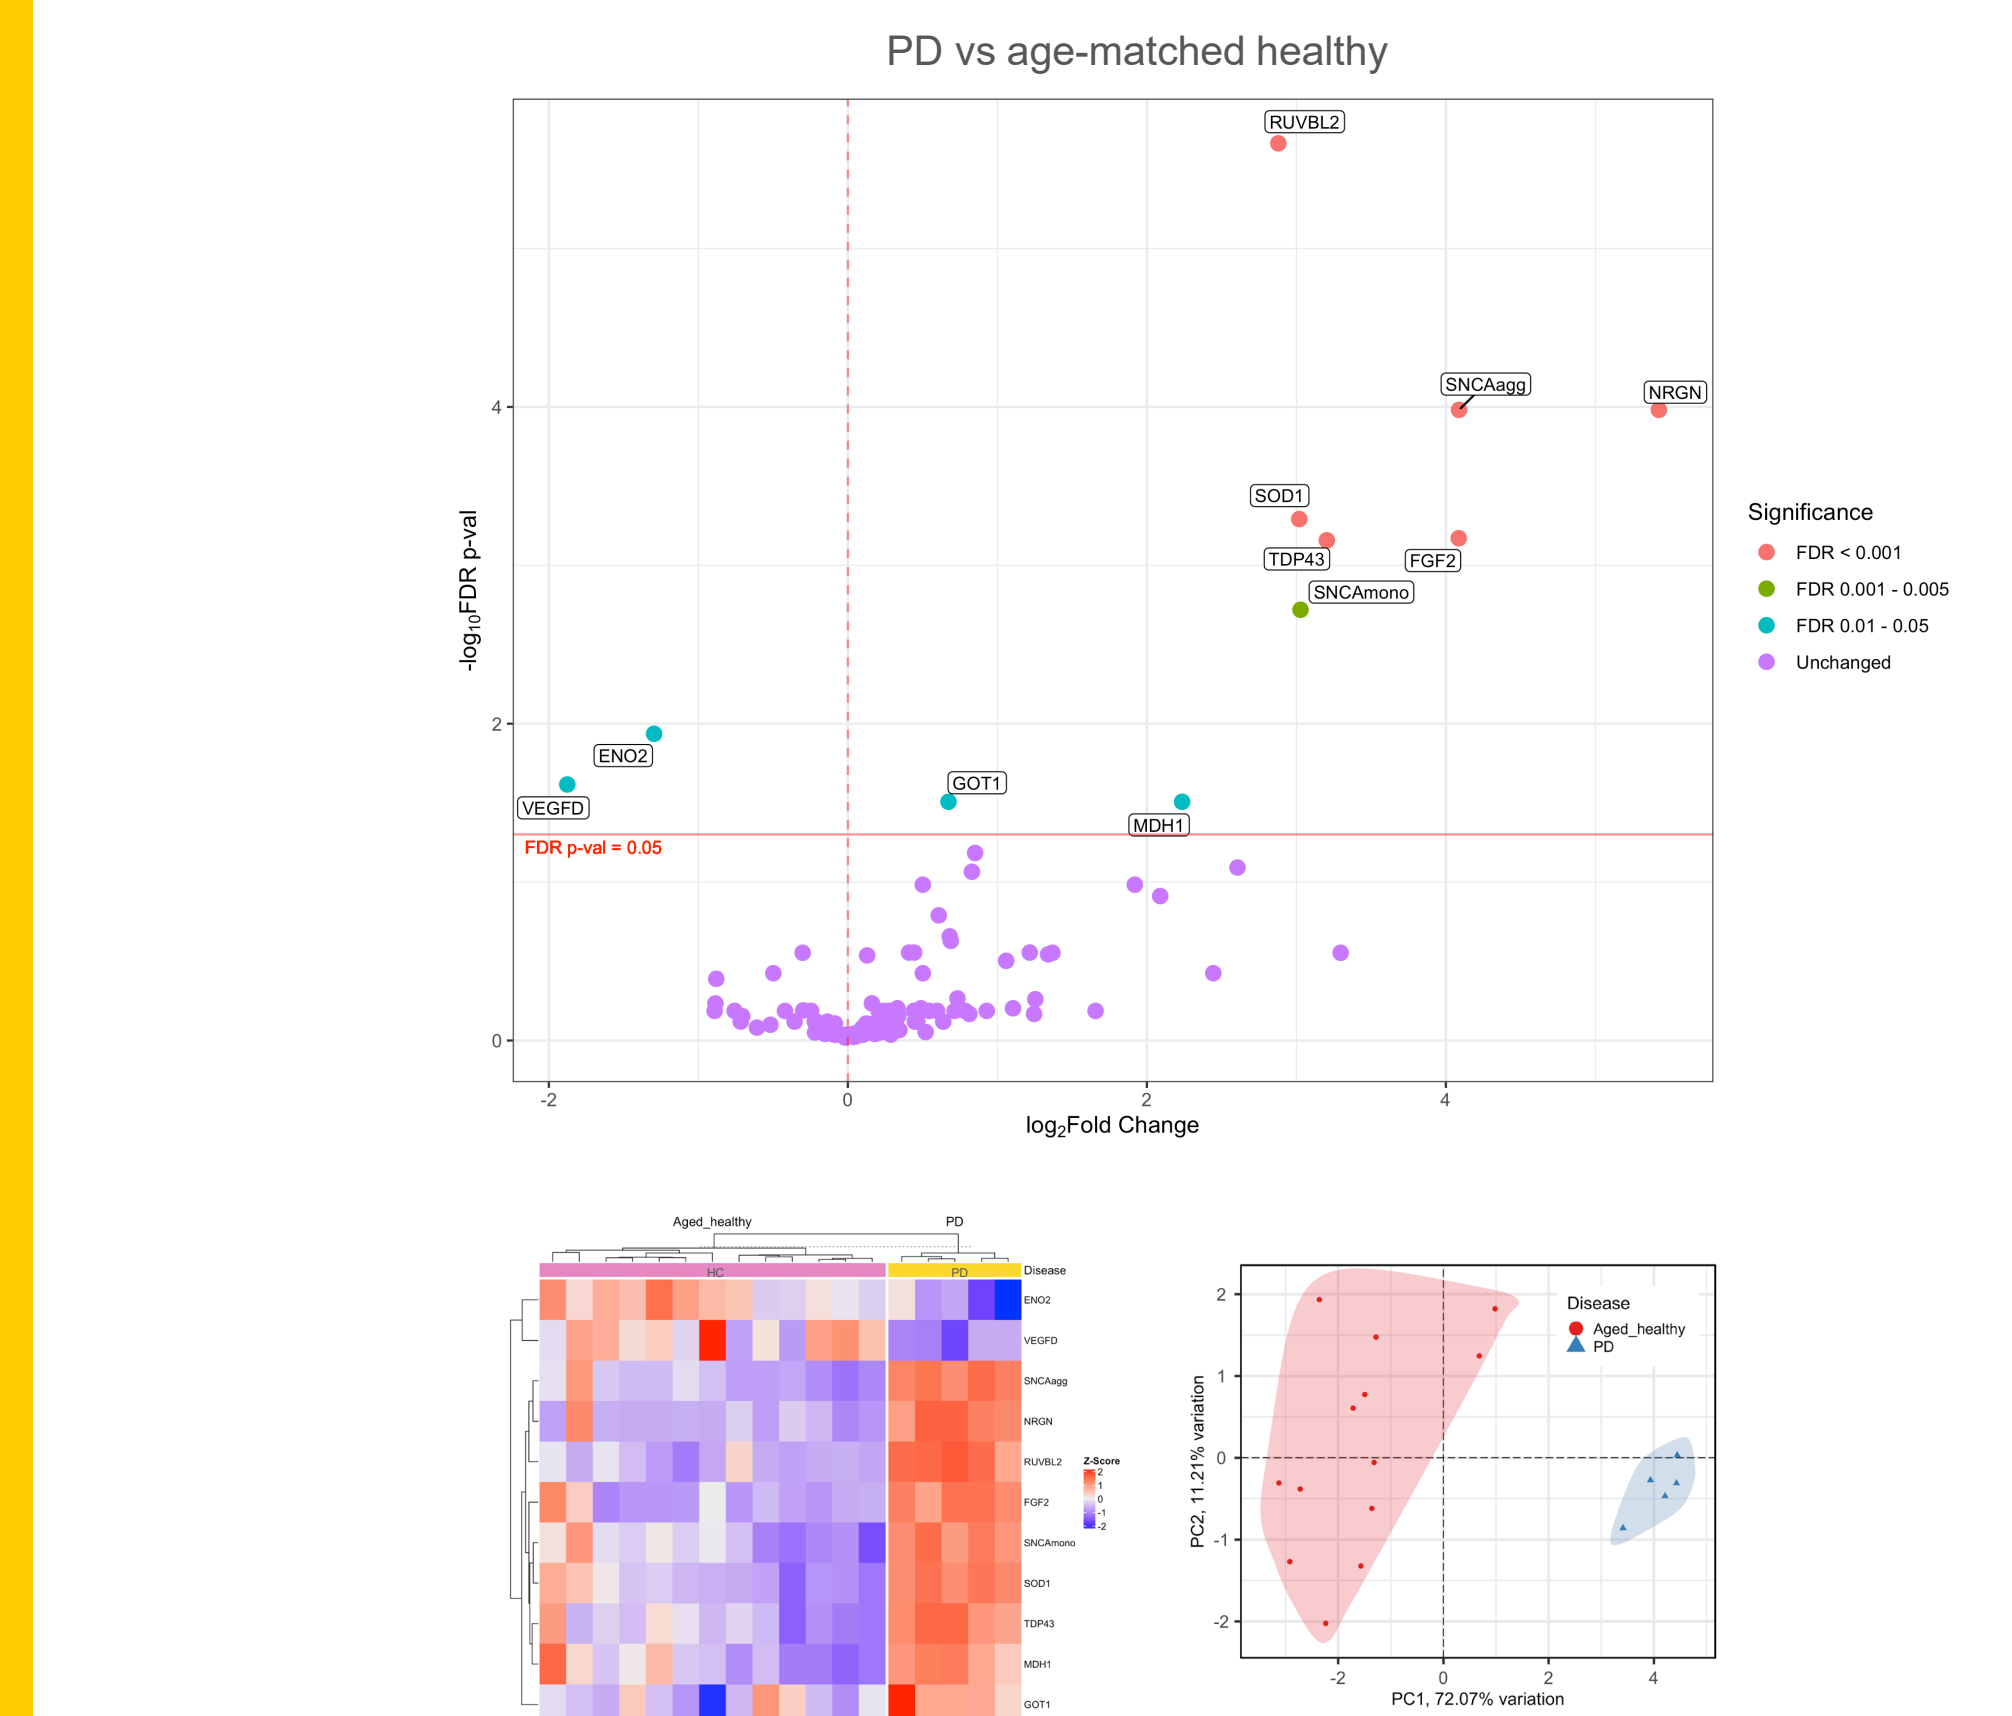 PD vs age-matched healthy
RUVBL2
SNCAagg
NRGN
SOD1
TDP43
FGF2
SNCAmono
ENO2
VEGFD
GOT1
MDH1
FDR p-val = 0.05
4
2
0
-log10FDR p-val
-2 0 2 4
log2Fold Change
Significance
FDR < 0.001
FDR 0.001 - 0.005
FDR 0.01 - 0.05
Unchanged
Aged_healthy PD
HC PD Disease
ENO2
VEGFD
SNCAagg
NRGN
RUVBL2
FGF2
SNCAmono
SOD1
TDP43
MDH1
GOT1
Z-Score
2
1
0
-1
-2
Disease
Aged_healthy
PD
2
1
0
-1
-2
PC2, 11.21% variation
-2 0 2 4
PC1, 72.07% variation